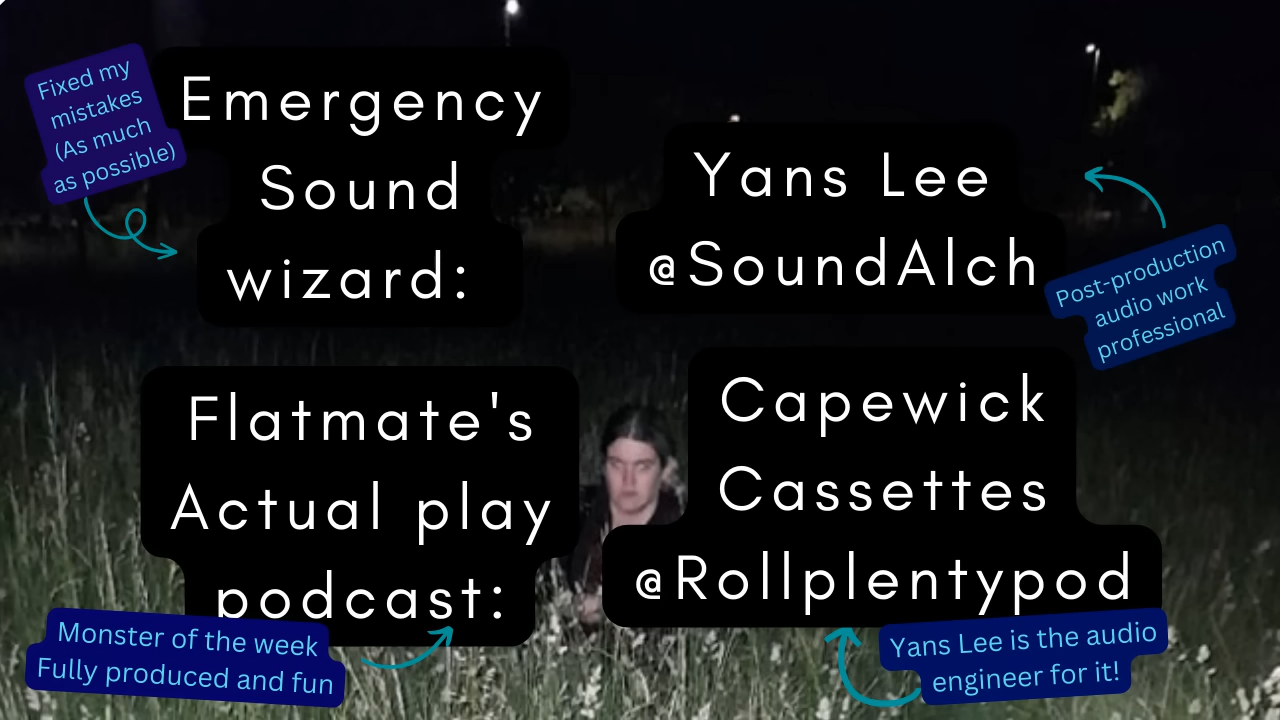 Fixed my
mistakes
(As much
as possible)
Emergency
Sound
wizard:
Yans Lee
@SoundAlch
Post-production
audio work
professional
Flatmate's
Actual play
podcast:
Capewick
Cassettes
@Rollplentypod
Monster of the week
Fully produced and fun
Yans Lee is the audio
engineer for it!